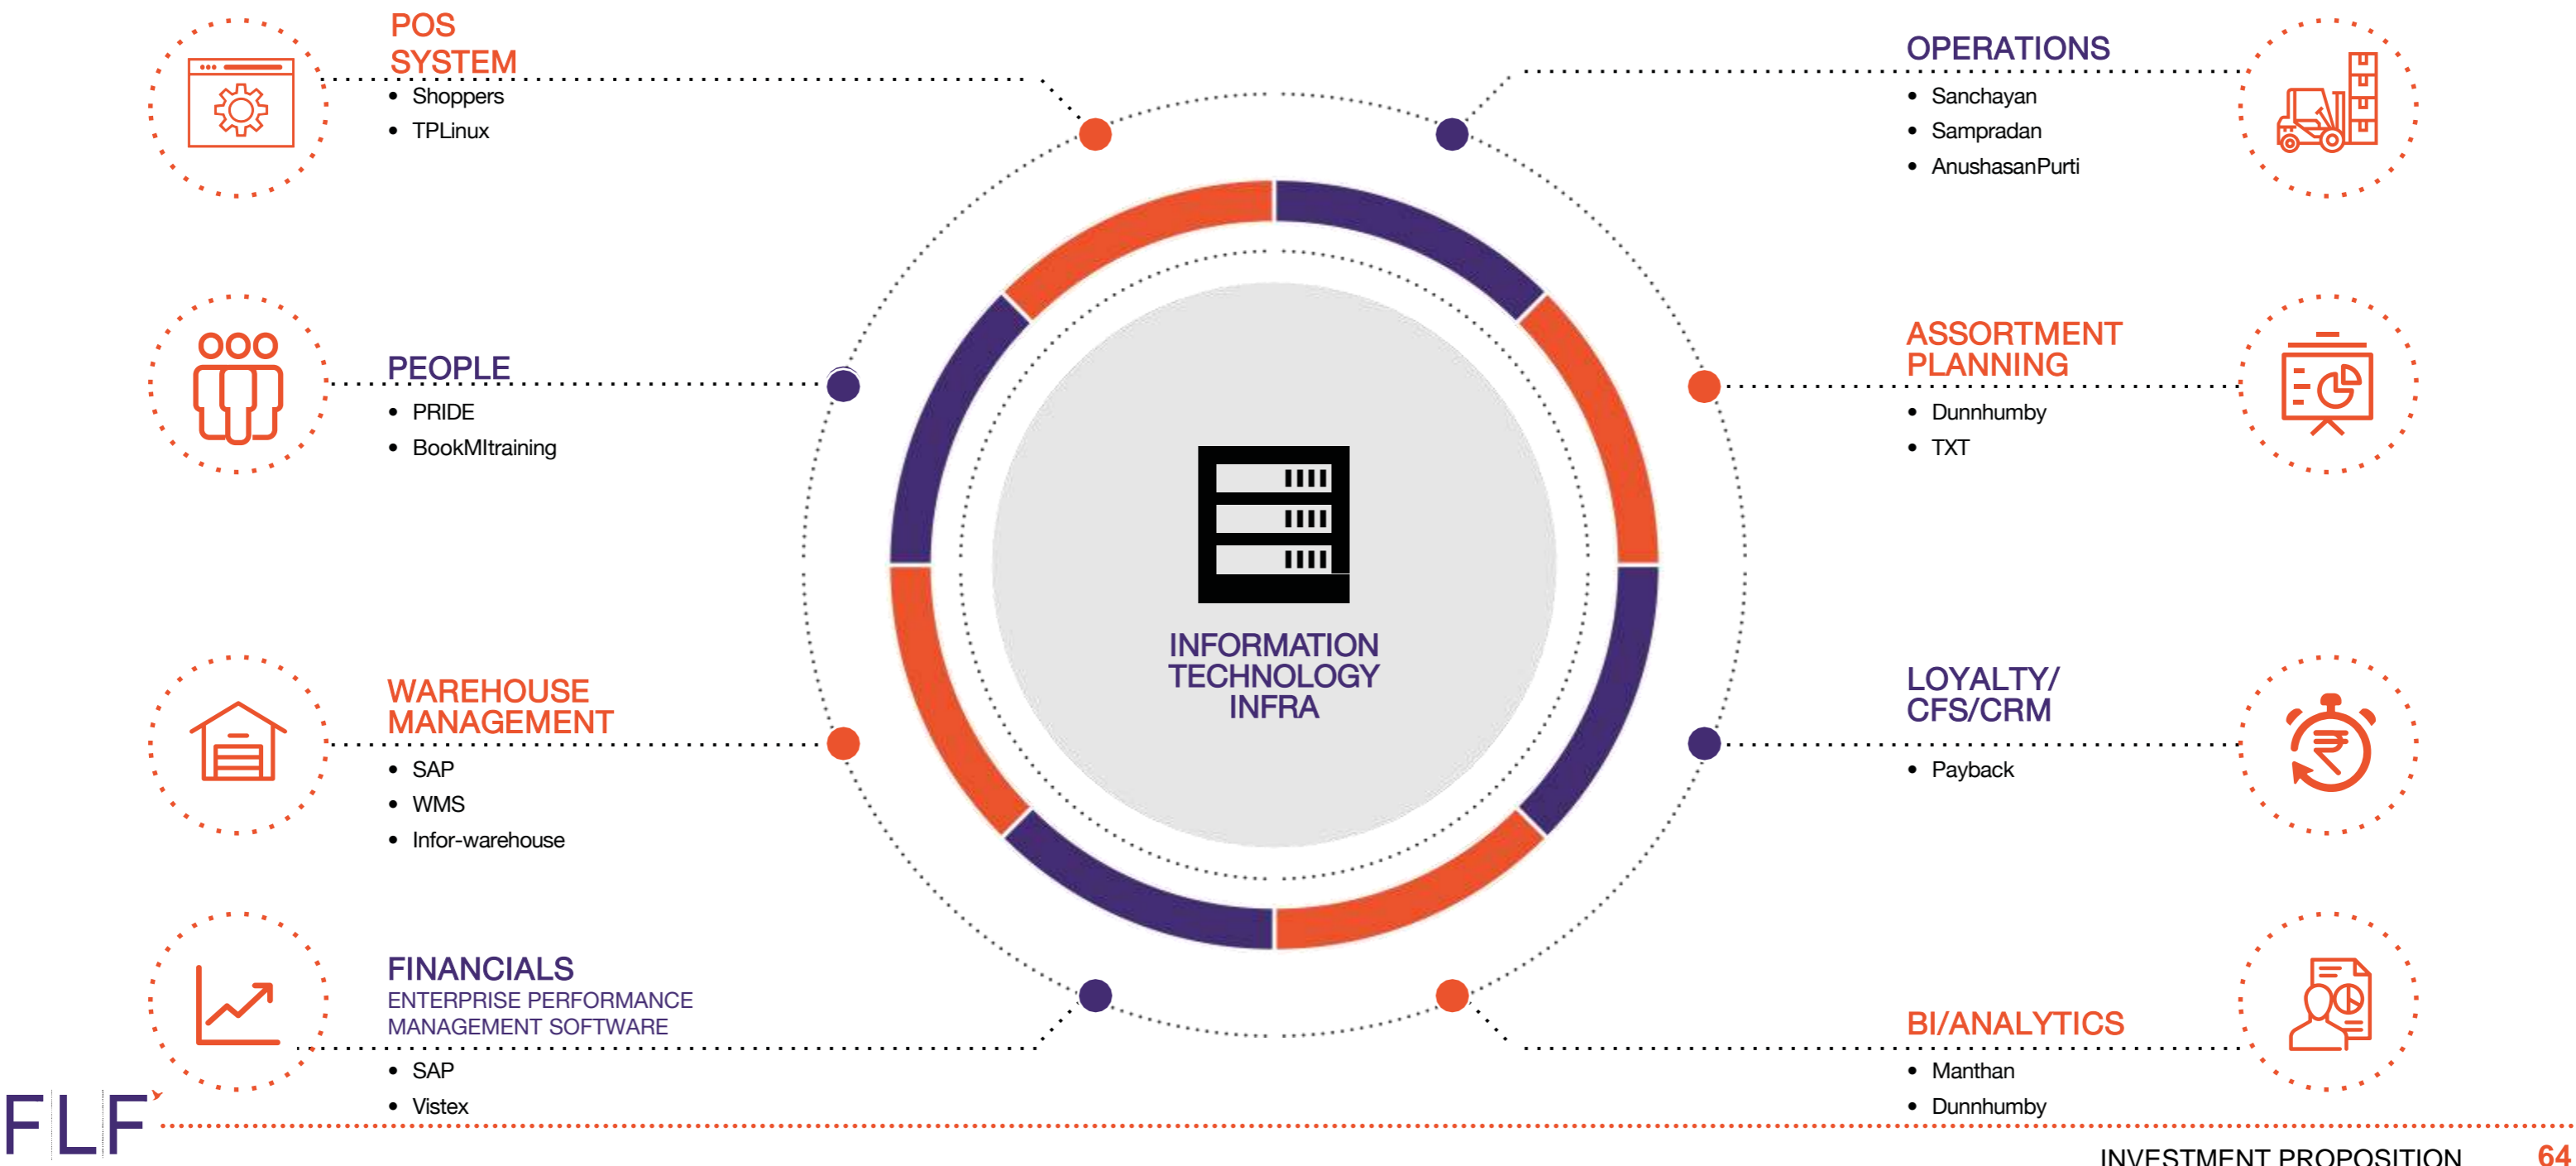 POS
SYSTEM
• Shoppers
• TPLinux
PEOPLE
• PRIDE
• BookMItraining
WAREHOUSE
MANAGEMENT
• SAP
• WMS
• Infor-warehouse
FINANCIALS
ENTERPRISE PERFORMANCE
MANAGEMENT SOFTWARE
• SAP
• Vistex
INFORMATION
TECHNOLOGY
INFRA
OPERATIONS
• Sanchayan
• Sampradan
• AnushasanPurti
ASSORTMENT
PLANNING
• Dunnhumby
• TXT
LOYALTY/
CFS/CRM
• Payback
BI/ANALYTICS
• Manthan
• Dunnhumby
FLF
INVESTMENT PROPOSITION 64